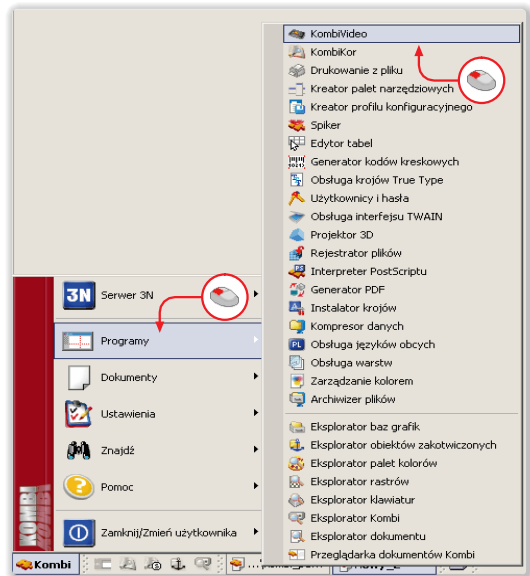 KombiVideo
KombiKor
Drukowanie z pliku
Kreator palet narzędziowych
Kreator profilu konfiguracyjnego
Spiker
Edytor tabel
Generator kodów kreskowych
Obsługa krojów True Type
Użytkownicy i hasła
Obsługa interfejsu TWAIN
Projektor 3D
Rejestrator plików
Interpreter PostScriptu
Generator PDF
Instalator krojów
Kompresor danych
Obsługa języków obcych
Obsługa warstw
Zarządzanie kolorem
Archiwizer plików
Eksplorator baz grafik
Eksplorator obiektów zakotwiczonych
Eksplorator palet kolorów
Eksplorator rastrów
Eksplorator klawiatur
Eksplorator Kombi
Eksplorator dokumentu
Przeglądarka dokumentów Kombi
3N Serwer 3N
Programy
Dokumenty
Ustawienia
Znajdź
Pomoc
Zamknij/Zmień użytkownika
KOMBI
Kombi